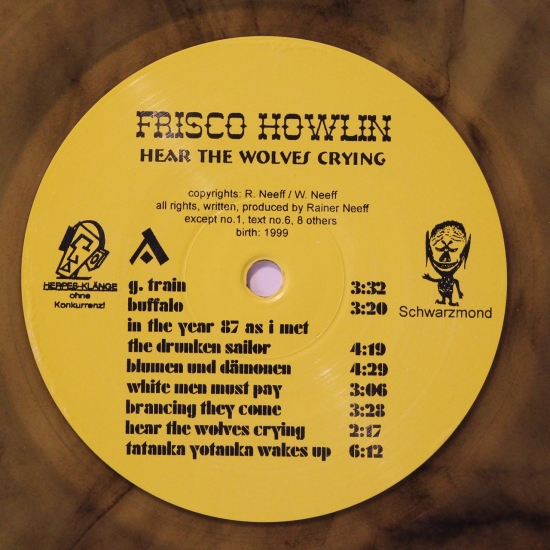 FRISCO HOWLIN
HEAR THE WOLVES CRYING
copyrights: R. Neeff / W. Neeff
all rights, written, produced by Rainer Neeff
except no.1, text no.6, 8 others
birth: 1999
HERPES-KLÄNGE
ohne
Konkurrenz!
A
Schwarzmond
g. train 3:32
buffalo 3:20
in the year 87 as i met
the drunken sailor 4:19
blumen und dämonen 4:29
white men must pay 3:06
brancing they come 3:28
hear the wolves crying 2:17
tatanka yotanka wakes up 6:12